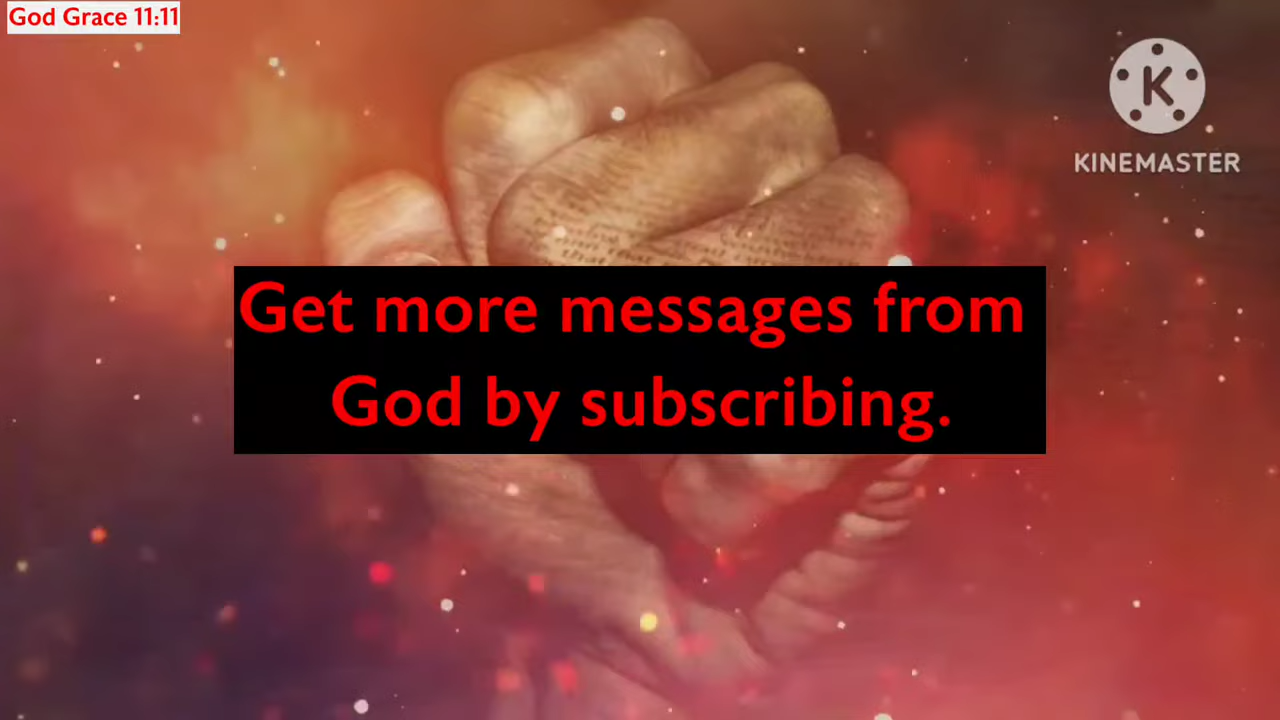 God Grace 11:11
K
KINEMASTER
Get more messages from
God by subscribing.